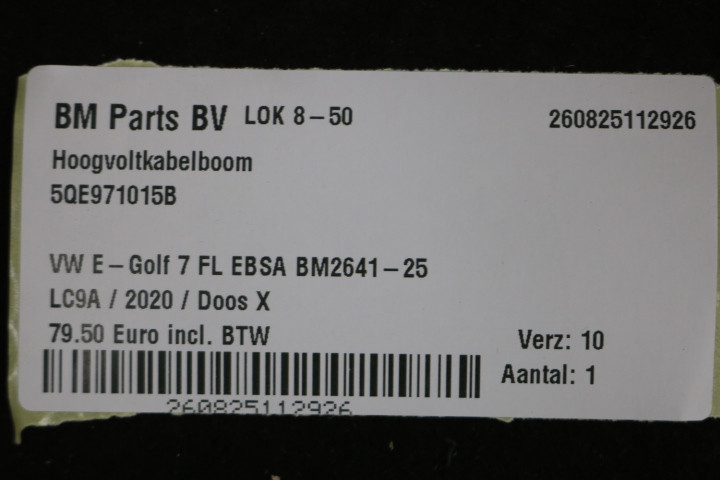 BM Parts BV LOK 8-50 260825112926
Hoogvoltkabelboom
5QE971015B
VW E-Golf 7 FL EBSA BM2641-25
LC9A / 2020 / Doos X
79.50 Euro incl. BTW Verz: 10
Aantal: 1
260825112926